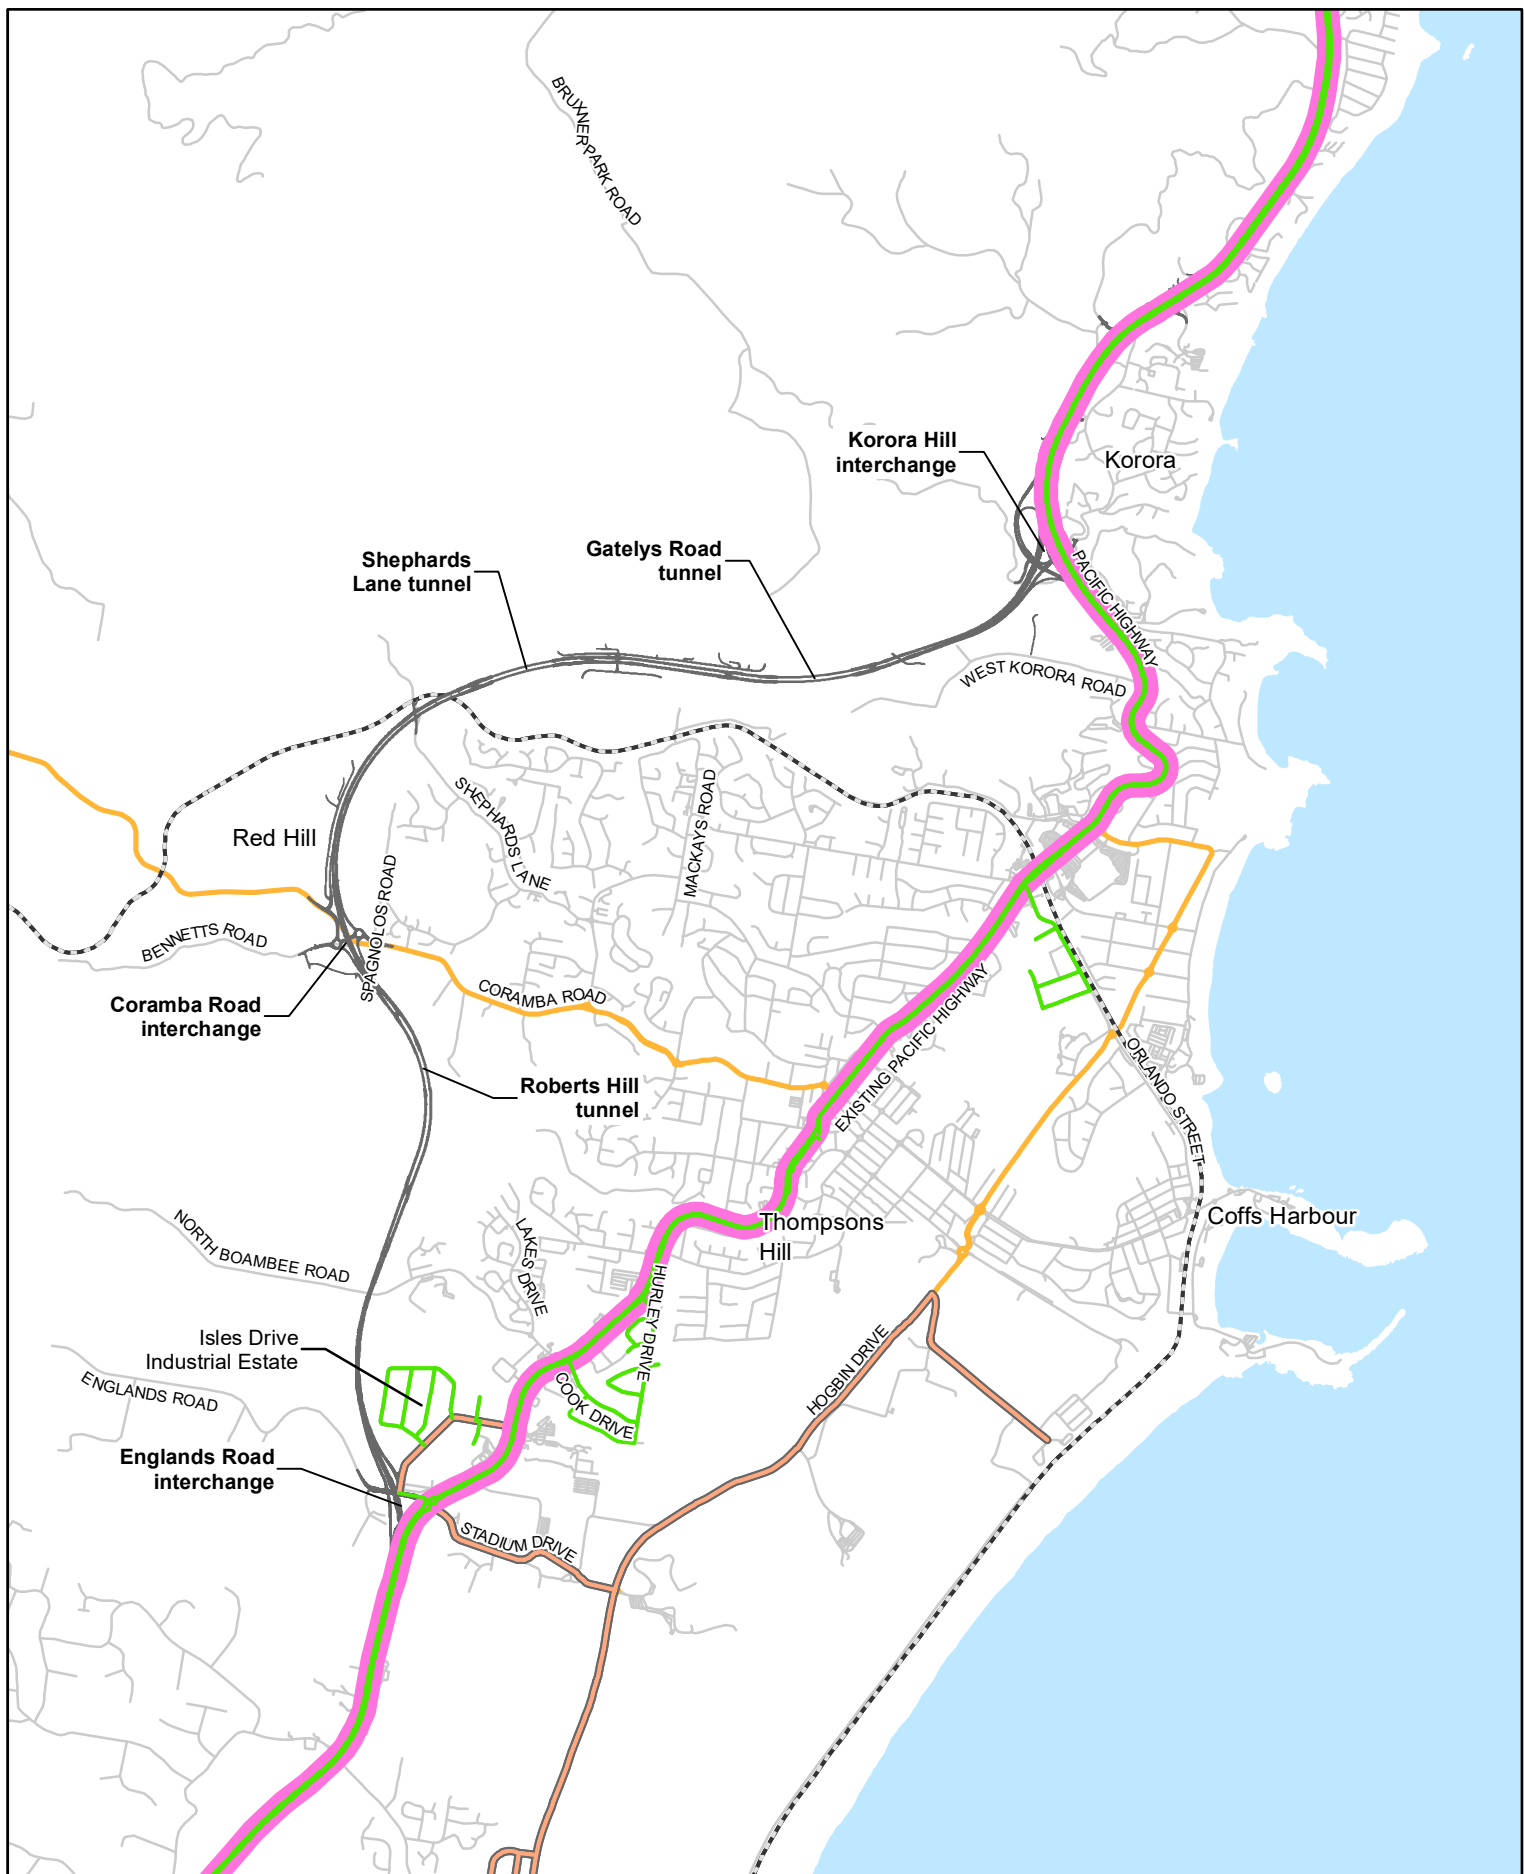 BRUXNER PARK ROAD
Korora Hill
interchange
Korora
Shephards
Lane tunnel
Gatelys Road
tunnel
PACIFIC HIGHWAY
WEST KORORA ROAD
SHEPHARDS LANE
MACKAYS ROAD
Red Hill
SPAGNOLOS ROAD
BENNETTS ROAD
CORAMBA ROAD
Coramba Road
interchange
EXISTING PACIFIC HIGHWAY
ORLANDO STREET
Roberts Hill
tunnel
Thompsons
Hill
Coffs Harbour
NORTH BOAMBEE ROAD
LAKES DRIVE
HURLEY DRIVE
Isles Drive
Industrial Estate
ENGLANDS ROAD
COOK DRIVE
HOGBIN DRIVE
Englands Road
interchange
STADIUM DRIVE